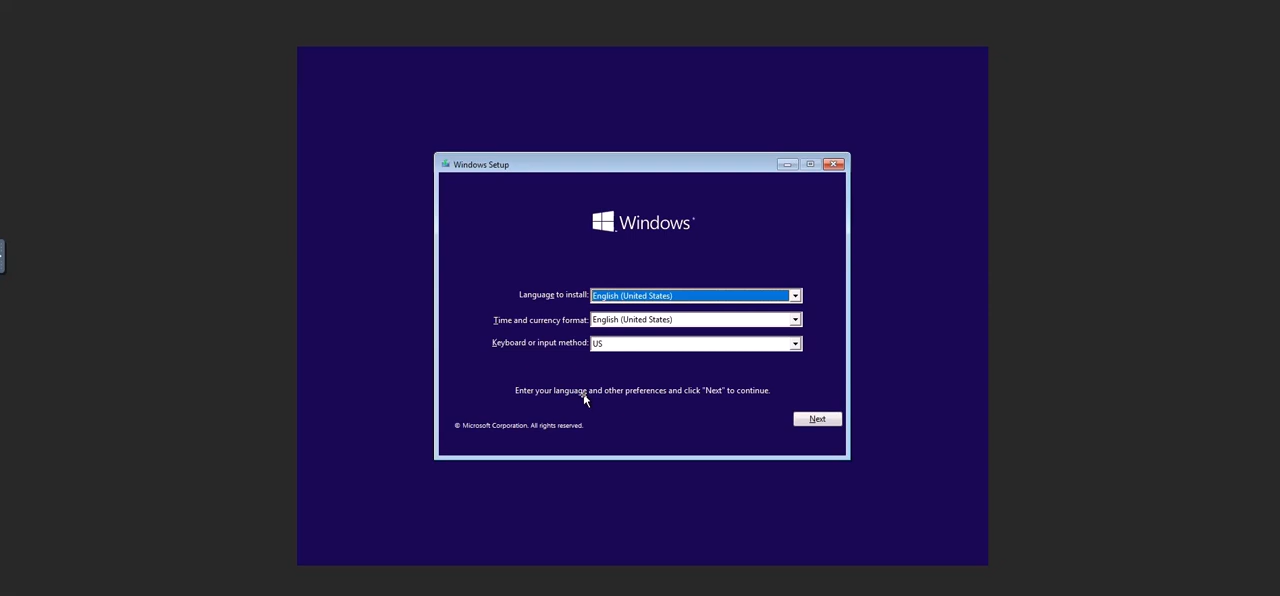 Windows Setup
Windows
Language to install: English (United States)
Time and currency format: English (United States)
Keyboard or input method: US
Enter your language and other preferences and click "Next" to continue.
Next
© Microsoft Corporation. All rights reserved.